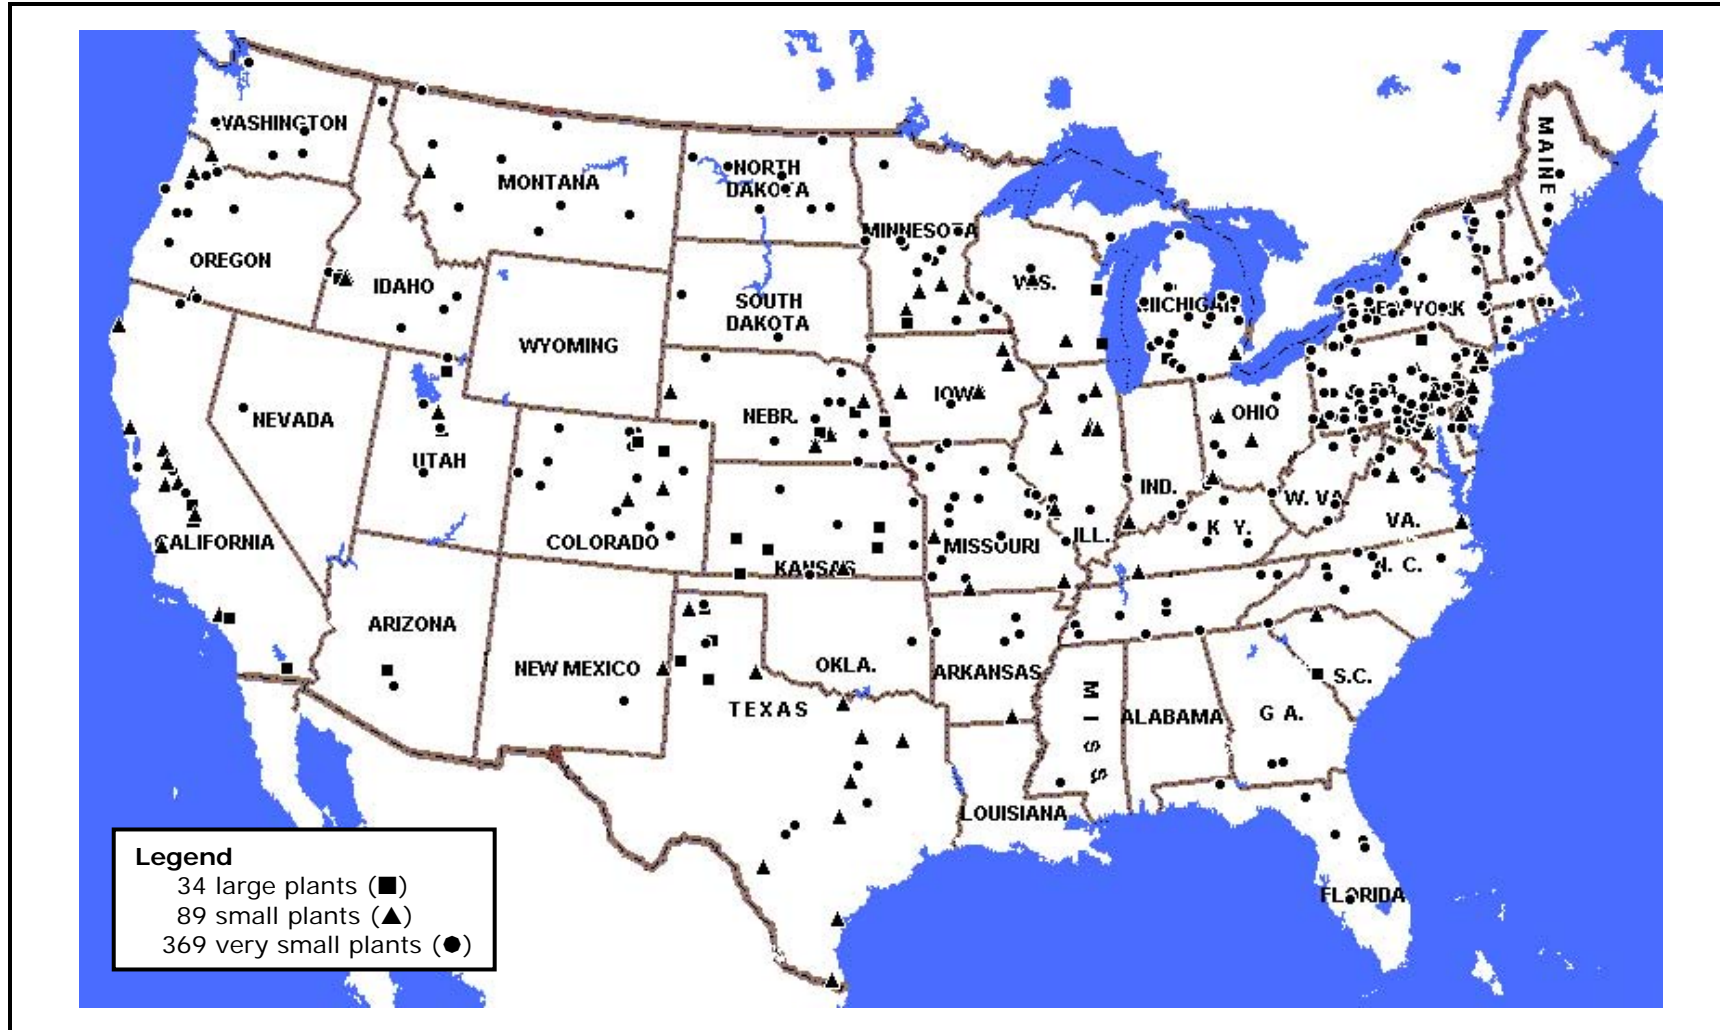 WASHINGTON
MAINE
MONTANA
NORTH
DAKOTA
MINNESOTA
OREGON
IDAHO
WIS.
SOUTH
DAKOTA
MICHIGAN
NEW YORK
WYOMING
NEVADA
NEBR.
IOWA
OHIO
UTAH
IND.
W. VA.
CALIFORNIA
COLORADO
KANSAS
MISSOURI
ILL.
K Y.
VA.
N. C.
ARIZONA
NEW MEXICO
OKLA.
ARKANSAS
S.C.
TEXAS
MISS
ALABAMA
G A.
LOUISIANA
FLORIDA
Legend
34 large plants (■)
89 small plants (▲)
369 very small plants (●)